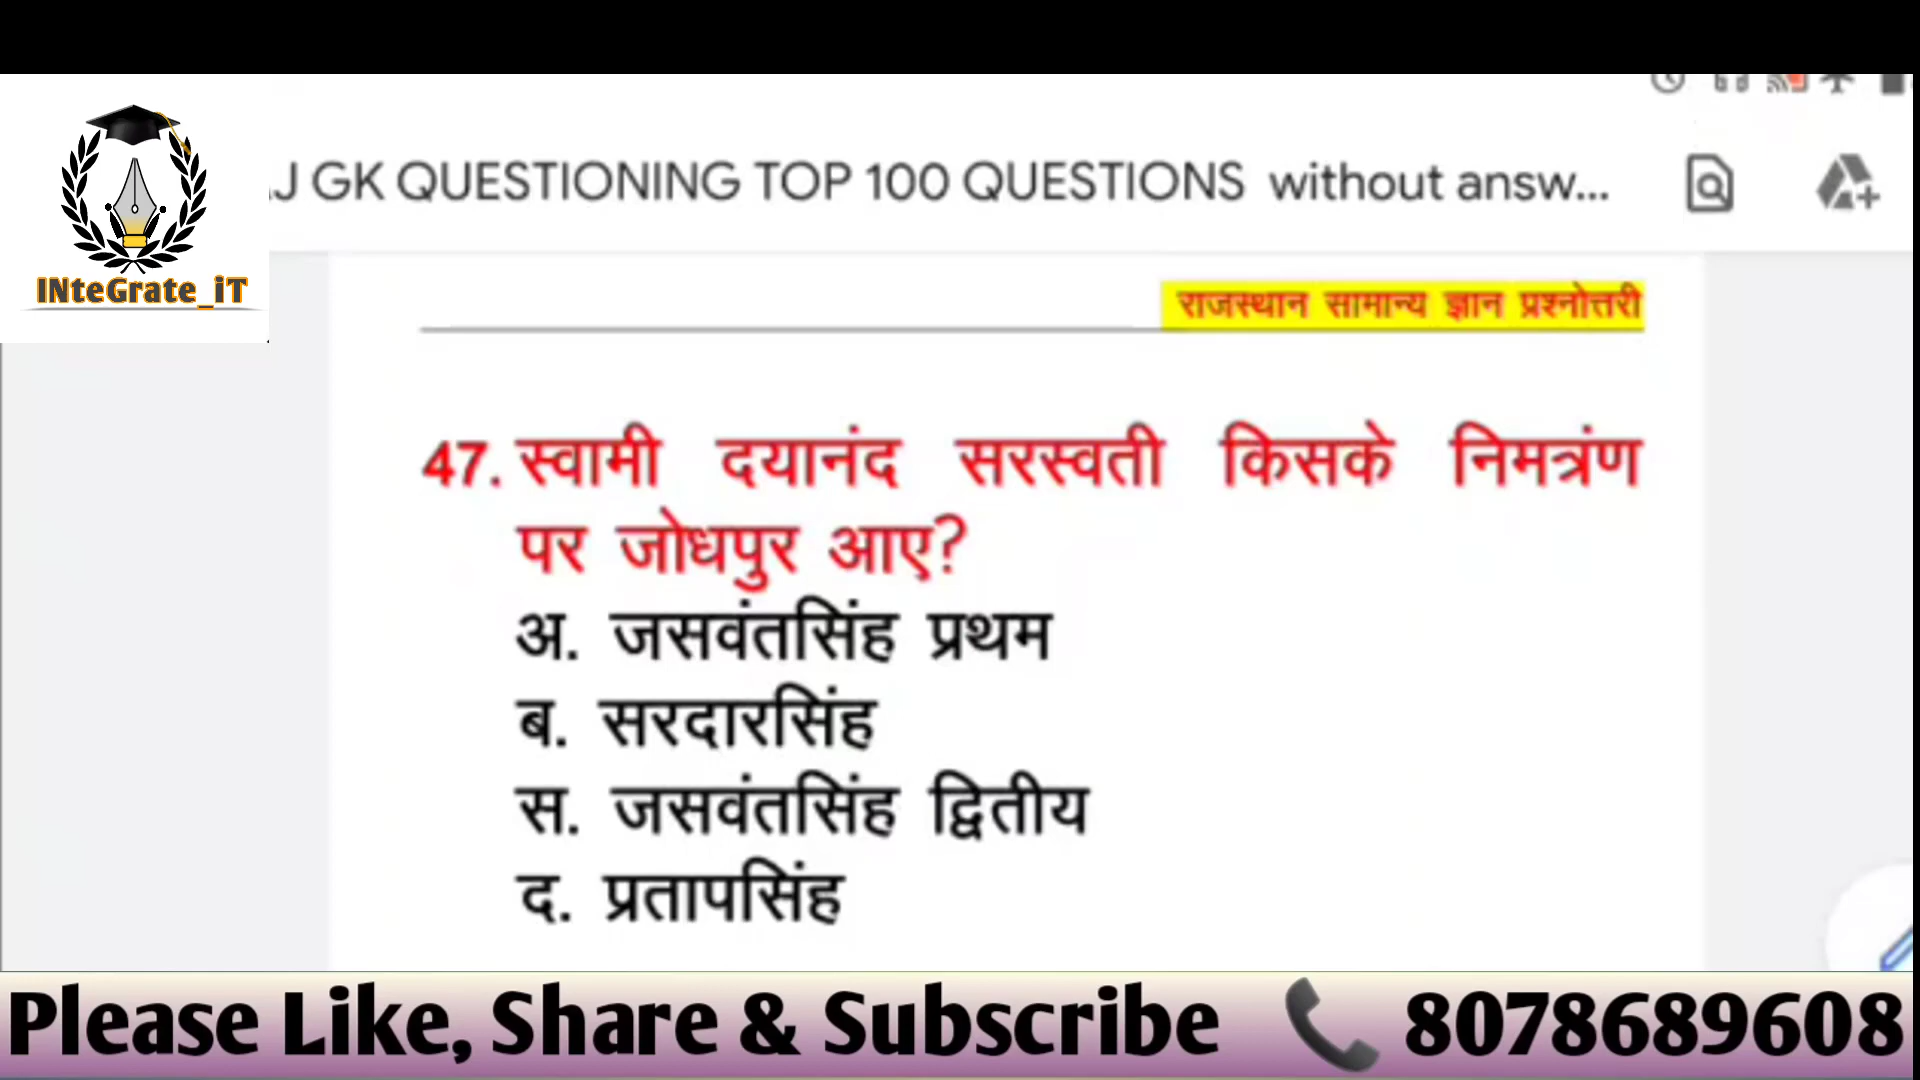 J GK QUESTIONING TOP 100 QUESTIONS without answ...
INteGrate_iT
राजस्थान सामान्य ज्ञान प्रश्नोत्तरी
47. स्वामी दयानंद सरस्वती किसके निमत्रंण
पर जोधपुर आए?
अ. जसवंतसिंह प्रथम
ब. सरदारसिंह
स. जसवंतसिंह द्वितीय
द. प्रतापसिंह
Please Like, Share & Subscribe 8078689608